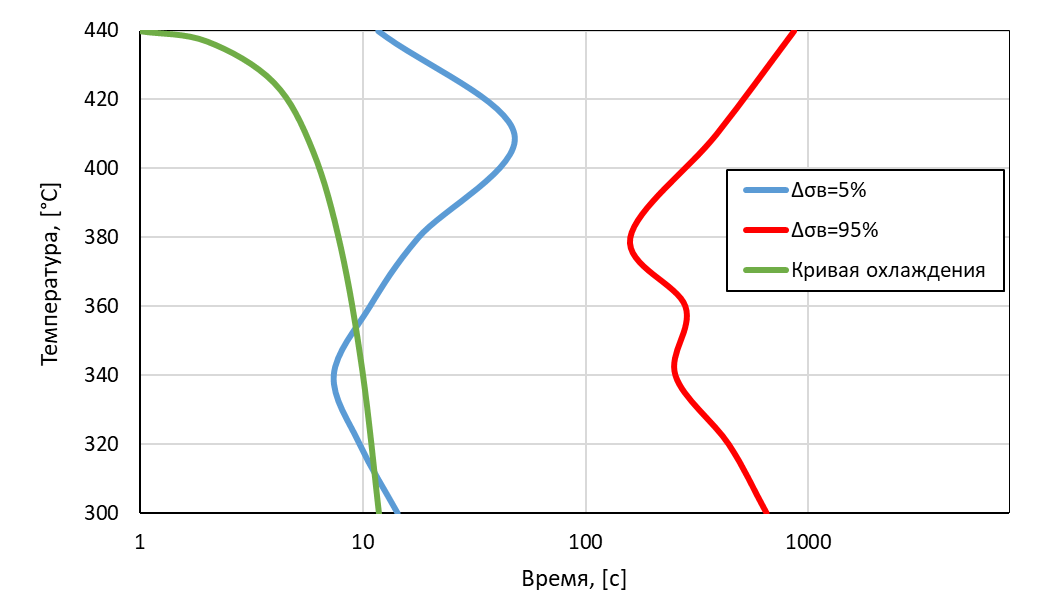 Температура, [°C]
440
420
400
380
360
340
320
300
1
10
100
1000
Время, [с]
Δσв=5%
Δσв=95%
Кривая охлаждения